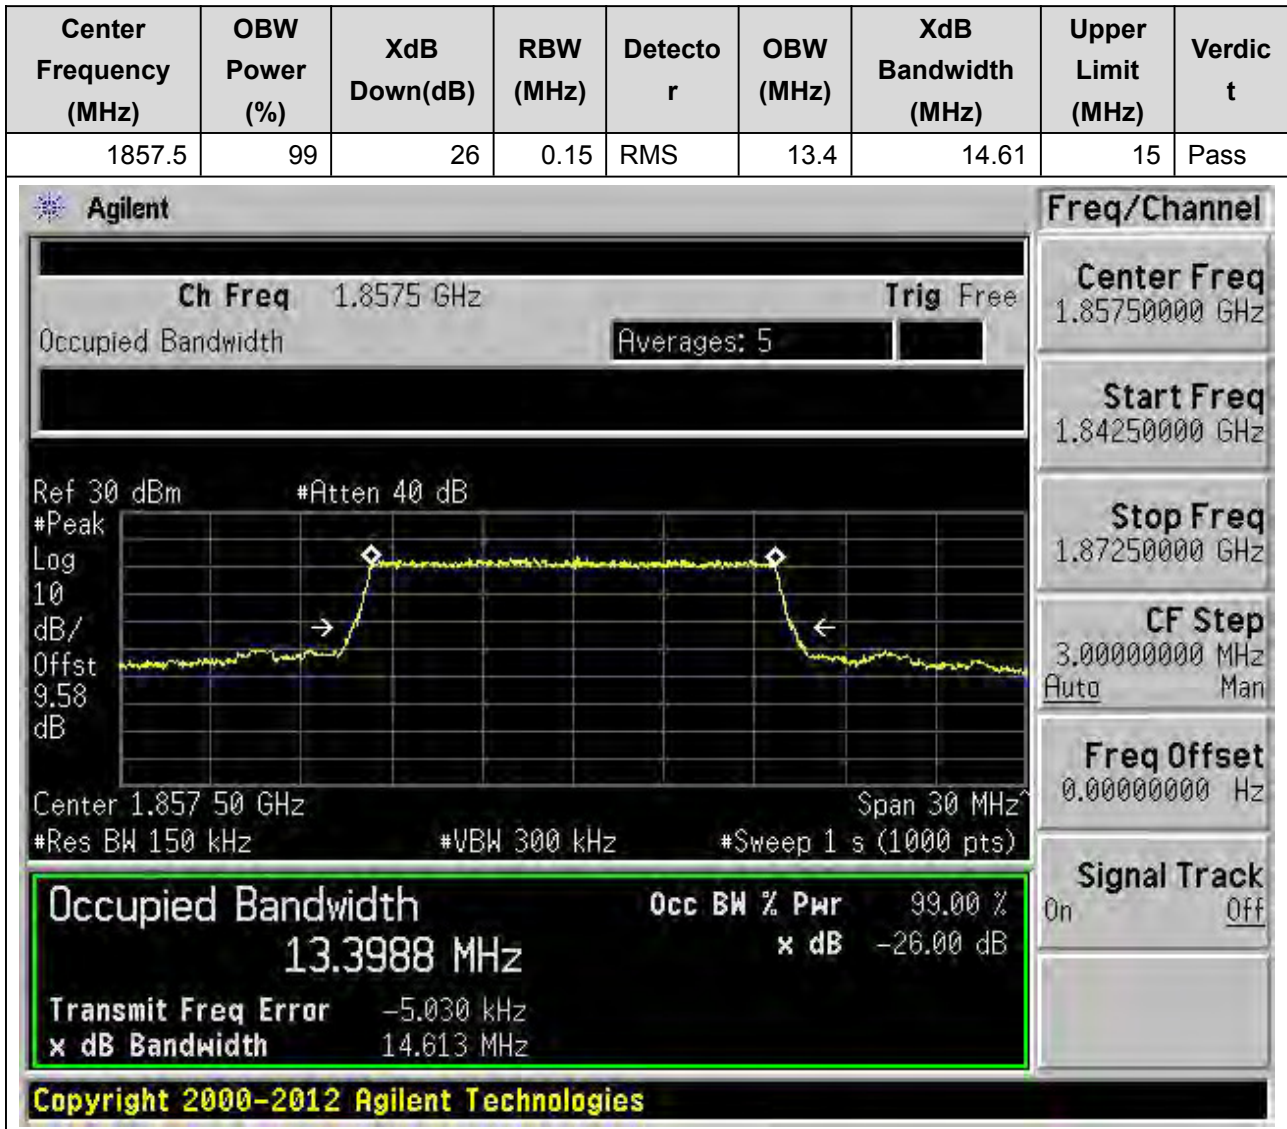 Center Frequency (MHz) OBW Power (%) XdB Down(dB) RBW (MHz) Detecto r OBW (MHz) XdB Bandwidth (MHz) Upper Limit (MHz) Verdic t
1857.5 99 26 0.15 RMS 13.4 14.61 15 Pass
Agilent
Freq/Channel
Ch Freq 1.8575 GHz Trig Free
Occupied Bandwidth Averages: 5
Center Freq
1.85750000 GHz
Start Freq
1.84250000 GHz
Stop Freq
1.87250000 GHz
CF Step
3.00000000 MHz
Auto Man
Freq Offset
0.00000000 Hz
Signal Track
On Off
Ref 30 dBm #Atten 40 dB
#Peak
Log
10
dB/
Offst
9.58
dB
Center 1.857 50 GHz Span 30 MHz^
#Res BW 150 kHz #VBW 300 kHz #Sweep 1 s (1000 pts)
Occupied Bandwidth Occ BW % Pwr 99.00 %
13.3988 MHz x dB -26.00 dB
Transmit Freq Error -5.030 kHz
x dB Bandwidth 14.613 MHz
Copyright 2000-2012 Agilent Technologies